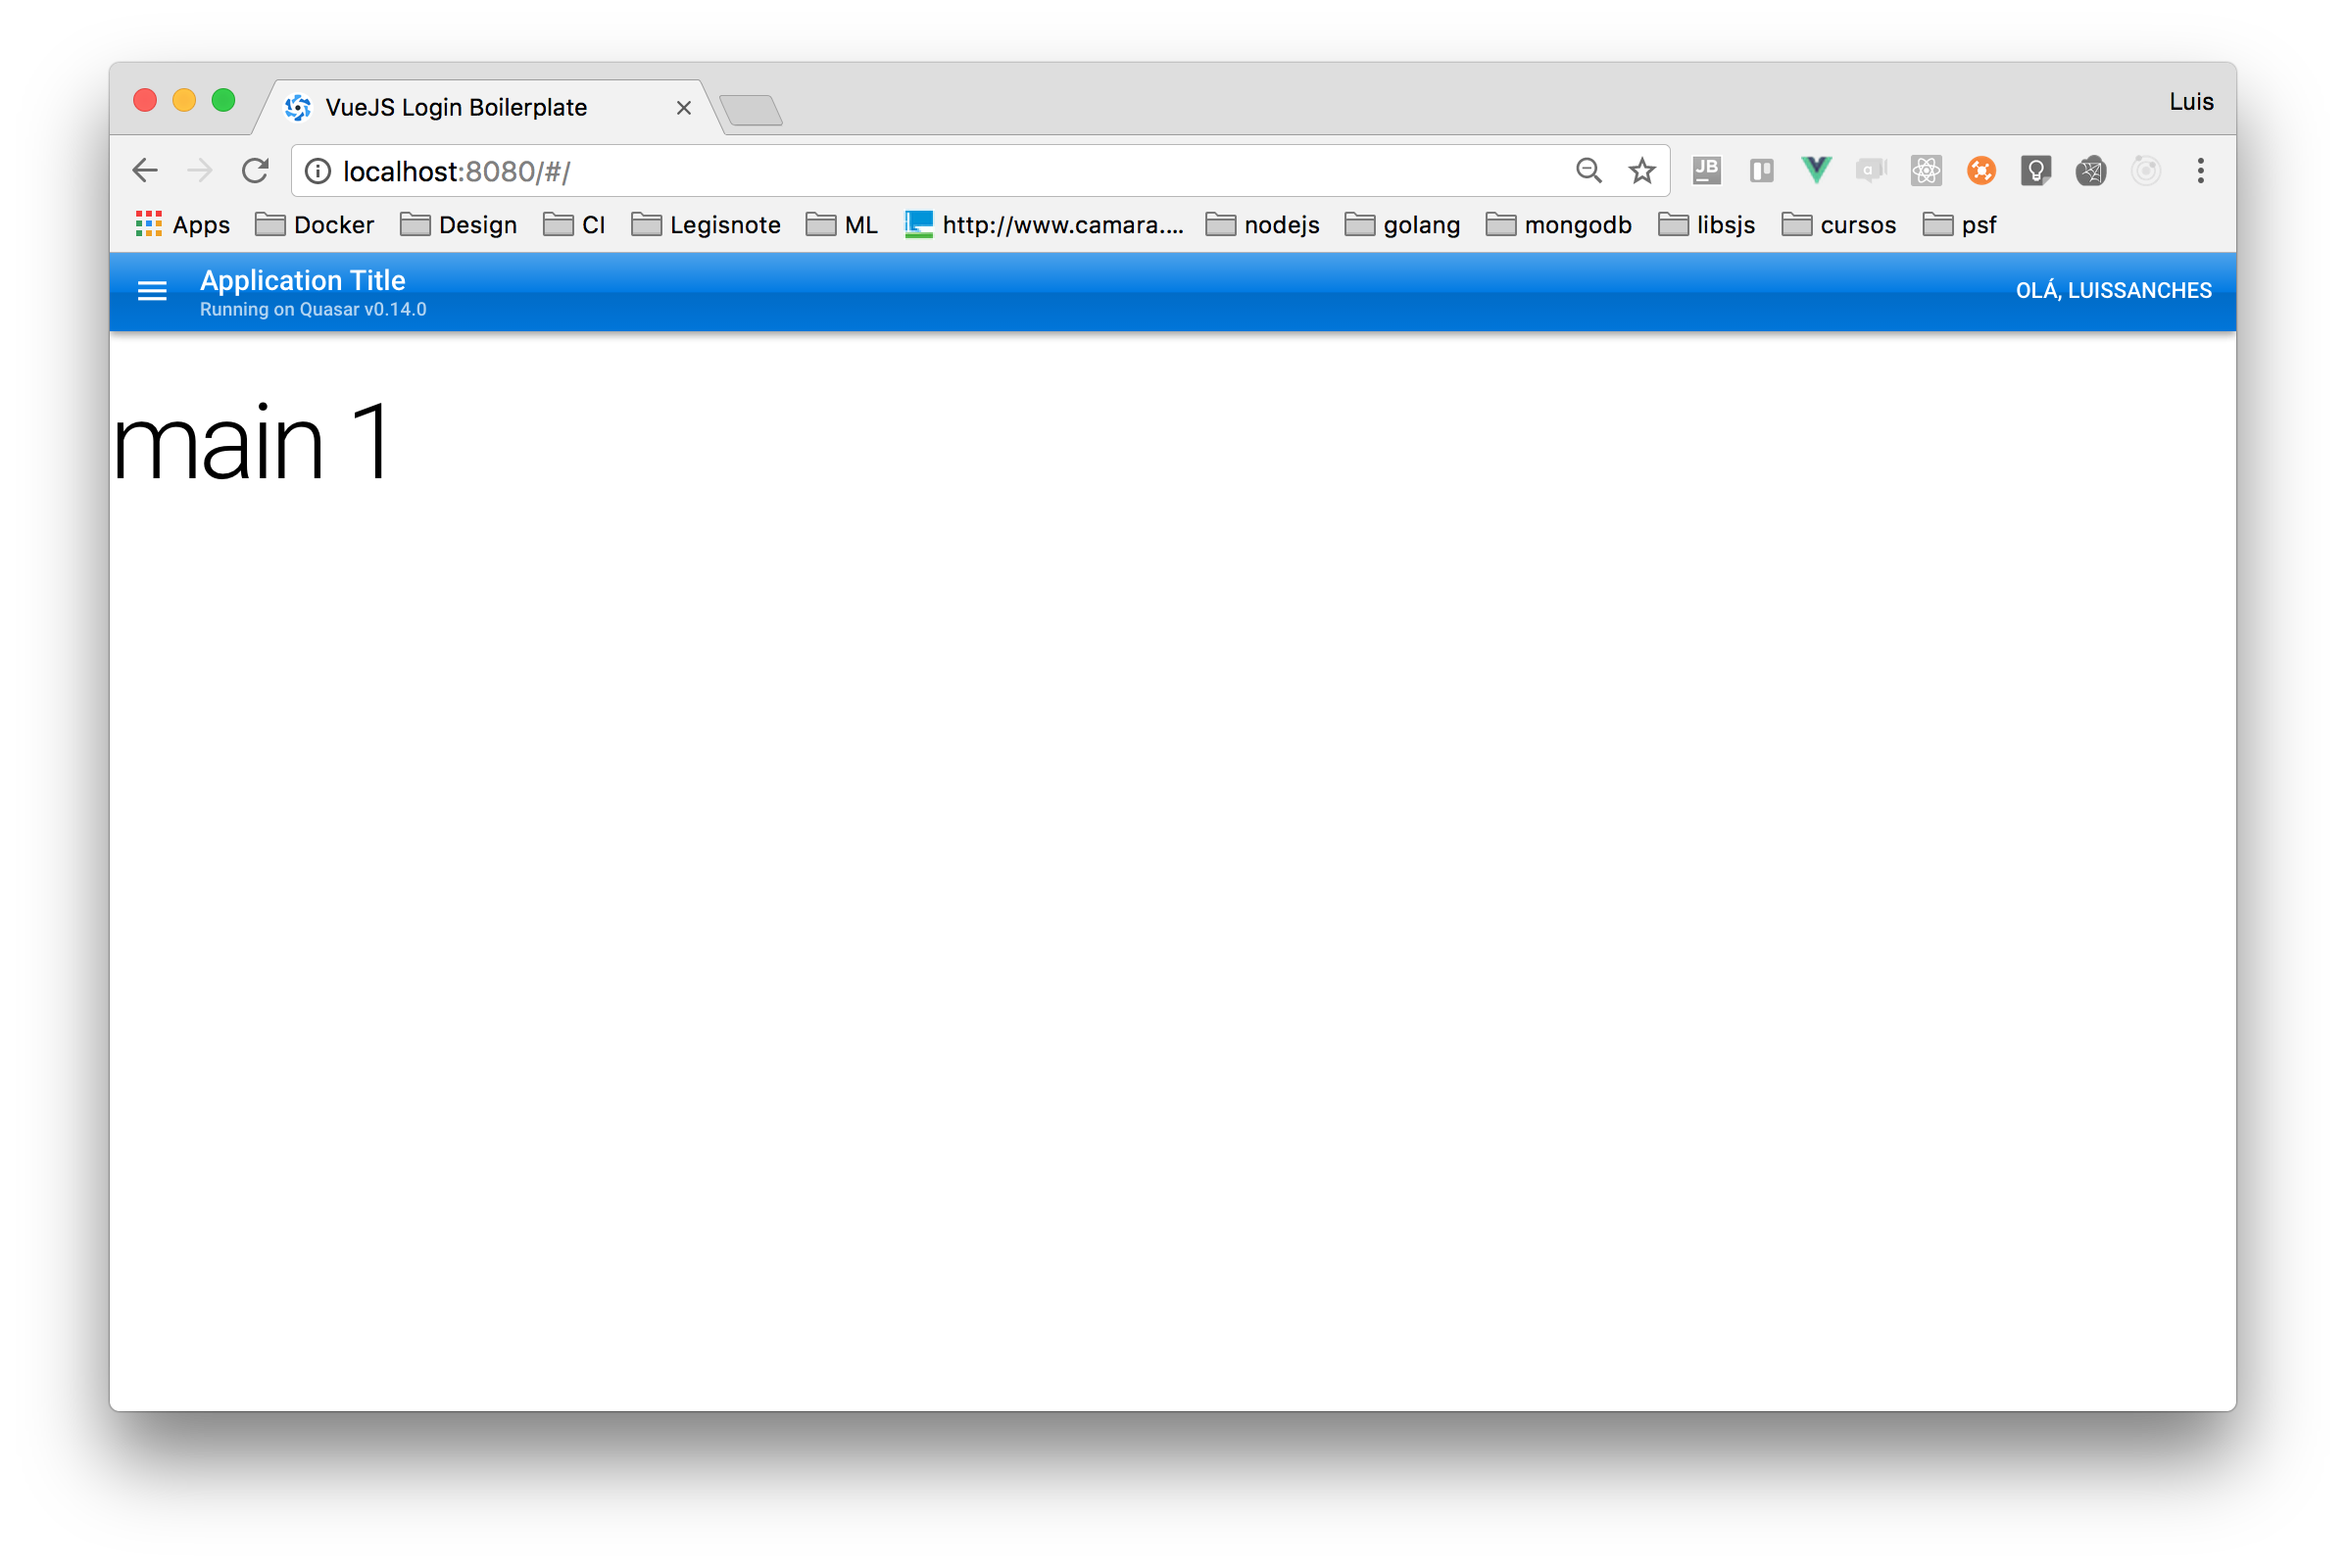 VueJS Login Boilerplate
Luis
localhost:8080/#/
JB
a
Apps Docker Design CI Legisnote ML http://www.camara.... nodejs golang mongodb libsjs cursos psf
Application Title
Running on Quasar v0.14.0
OLÁ, LUISSANCHES
main 1